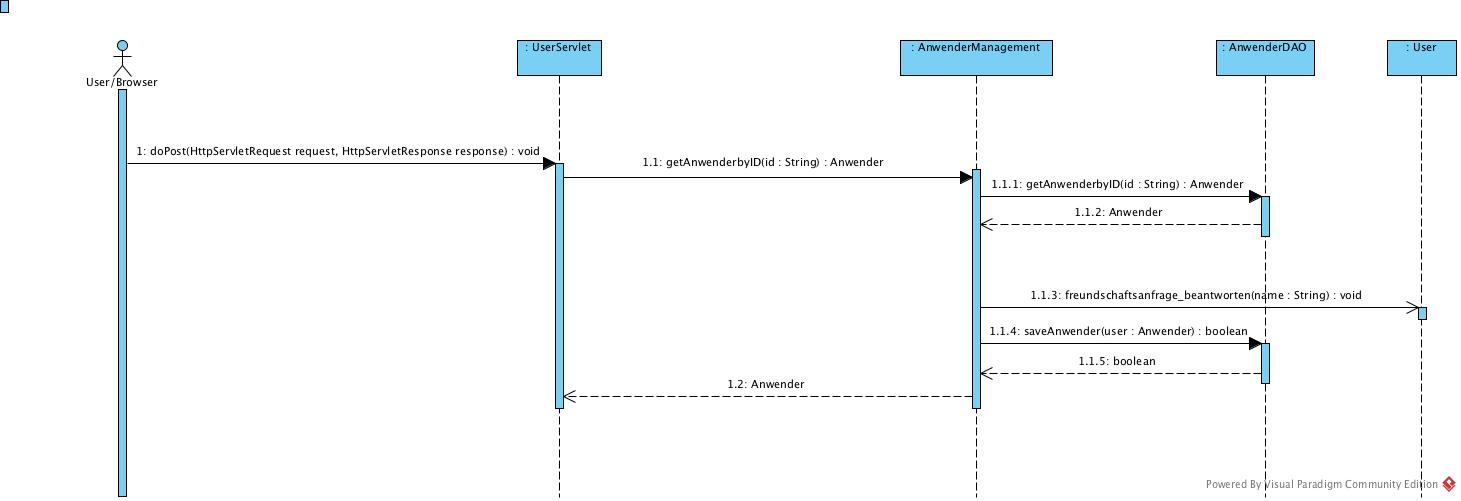 : UserServlet
: AnwenderManagement
: AnwenderDAO
: User
User/Browser
1: doPost(HttpServletRequest request, HttpServletResponse response) : void
1.1: getAnwenderbyID(id : String) : Anwender
1.1.1: getAnwenderbyID(id : String) : Anwender
1.1.2: Anwender
1.1.3: freundschaftsanfrage_beantworten(name : String) : void
1.1.4: saveAnwender(user : Anwender) : boolean
1.1.5: boolean
1.2: Anwender
Powered By Visual Paradigm Community Edition